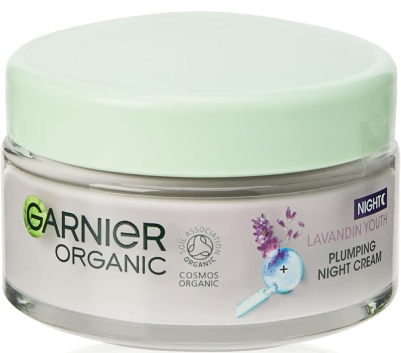 GARNIER
ORGANIC
SOIL ASSOCIATION
ORGANIC
COSMOS
ORGANIC
NIGHT
LAVANDIN YOUTH
PLUMPING
NIGHT CREAM